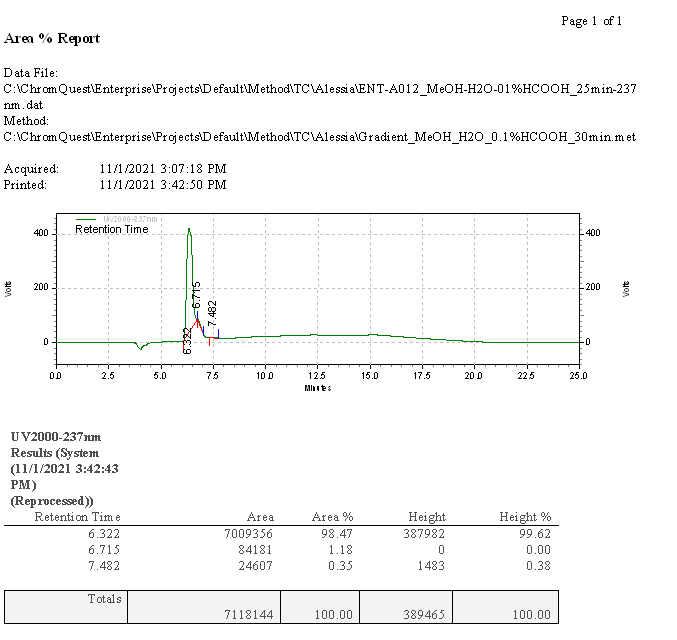 Page 1 of 1
Area % Report
Data File:
C:\ChromQuest\Enterprise\Projects\Default\Method\TC\Alessia\ENT-A012_MeOH-H2O-01%HCOOH_25min-237
nm.dat
Method:
C:\ChromQuest\Enterprise\Projects\Default\Method\TC\Alessia\Gradient_MeOH_H2O_0.1%HCOOH_30min.met
Acquired: 11/1/2021 3:07:18 PM
Printed: 11/1/2021 3:42:50 PM
UV2000-237nm
Retention Time
400 400
200 200
0 0
Volts Volts
6.322
6.715
7.482
0.0 2.5 5.0 7.5 10.0 12.5 15.0 17.5 20.0 22.5 25.0
Minutes
UV2000-237nm
Results (System
(11/1/2021 3:42:43
PM)
(Reprocessed))
Retention Time Area Area % Height Height %
6.322 7009356 98.47 387982 99.62
6.715 84181 1.18 0 0.00
7.482 24607 0.35 1483 0.38
Totals
7118144 100.00 389465 100.00